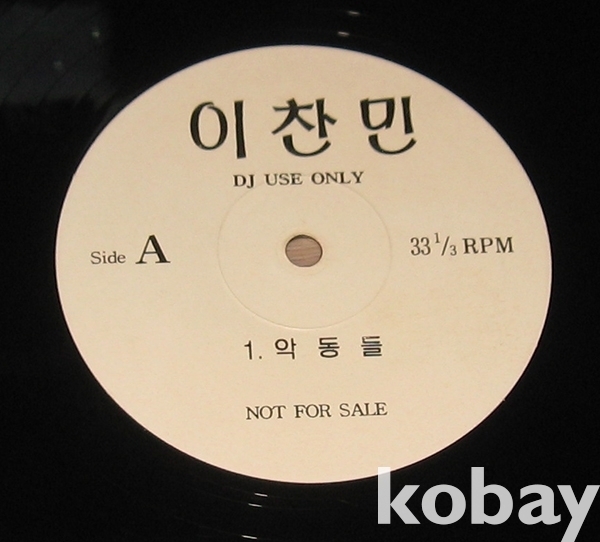 이찬민
DJ USE ONLY
Side A
33 1/3 RPM
1. 악동들
NOT FOR SALE
kobay